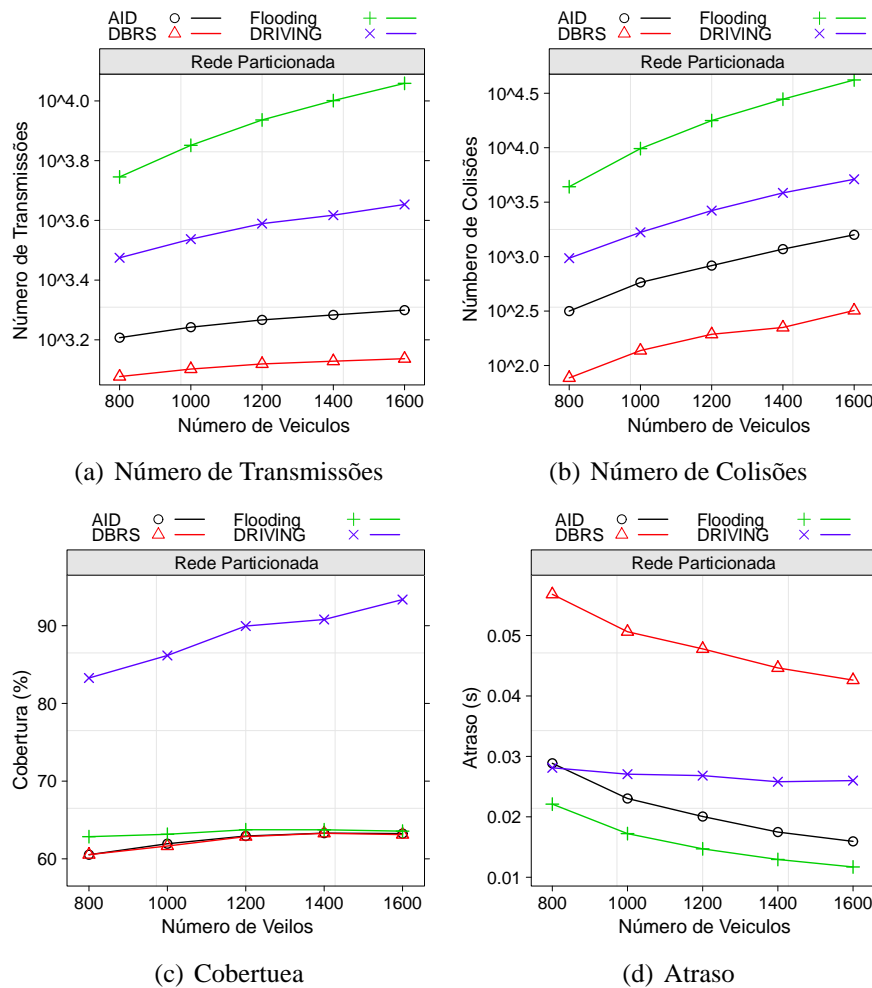 AID Flooding
DBRS DRIVING
Rede Particionada
10^4.0
10^3.8
10^3.6
10^3.4
10^3.2
Número de Transmissões
800 1000 1200 1400 1600
Número de Veiculos
(a) Número de Transmissões
AID Flooding
DBRS DRIVING
Rede Particionada
10^4.5
10^4.0
10^3.5
10^3.0
10^2.5
10^2.0
Númbero de Colisões
800 1000 1200 1400 1600
Númbero de Veiculos
(b) Número de Colisões
AID Flooding
DBRS DRIVING
Rede Particionada
90
80
70
60
Cobertura (%)
800 1000 1200 1400 1600
Número de Veilos
(c) Cobertuea
AID Flooding
DBRS DRIVING
Rede Particionada
0.05
0.04
0.03
0.02
0.01
Atraso (s)
800 1000 1200 1400 1600
Número de Veiculos
(d) Atraso